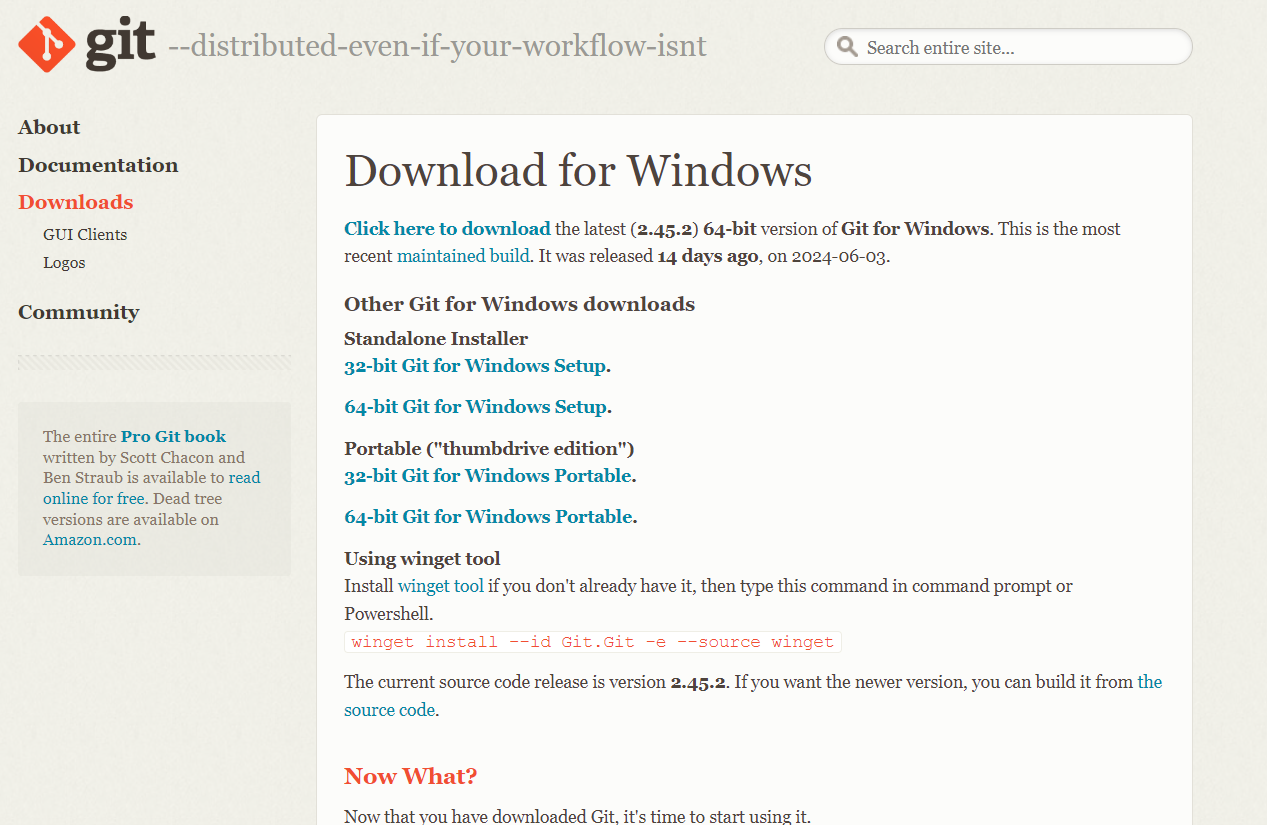 git --distributed-even-if-your-workflow-isnt
Search entire site...
About
Documentation
Downloads
GUI Clients
Logos
Community
The entire Pro Git book
written by Scott Chacon and
Ben Straub is available to read
online for free. Dead tree
versions are available on
Amazon.com.
Download for Windows
Click here to download the latest (2.45.2) 64-bit version of Git for Windows. This is the most
recent maintained build. It was released 14 days ago, on 2024-06-03.
Other Git for Windows downloads
Standalone Installer
32-bit Git for Windows Setup.
64-bit Git for Windows Setup.
Portable ("thumbdrive edition")
32-bit Git for Windows Portable.
64-bit Git for Windows Portable.
Using winget tool
Install winget tool if you don't already have it, then type this command in command prompt or
Powershell.
winget install --id Git.Git -e --source winget
The current source code release is version 2.45.2. If you want the newer version, you can build it from the
source code.
Now What?
Now that you have downloaded Git, it's time to start using it.